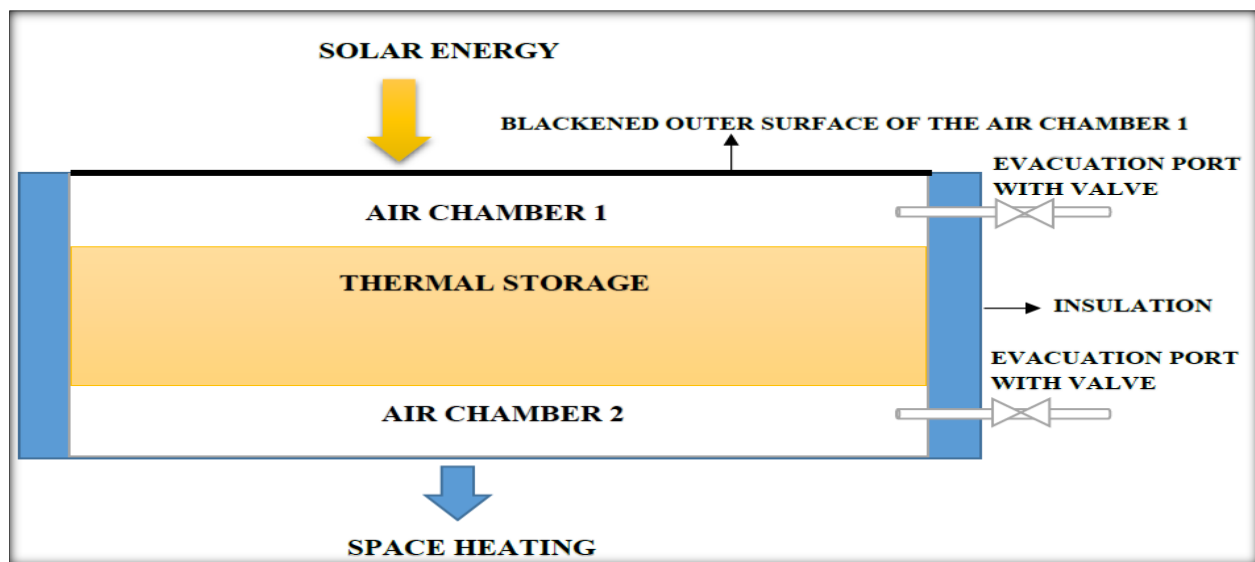 SOLAR ENERGY
BLACKENED OUTER SURFACE OF THE AIR CHAMBER 1
EVACUATION PORT
WITH VALVE
AIR CHAMBER 1
THERMAL STORAGE
INSULATION
EVACUATION PORT
WITH VALVE
AIR CHAMBER 2
SPACE HEATING